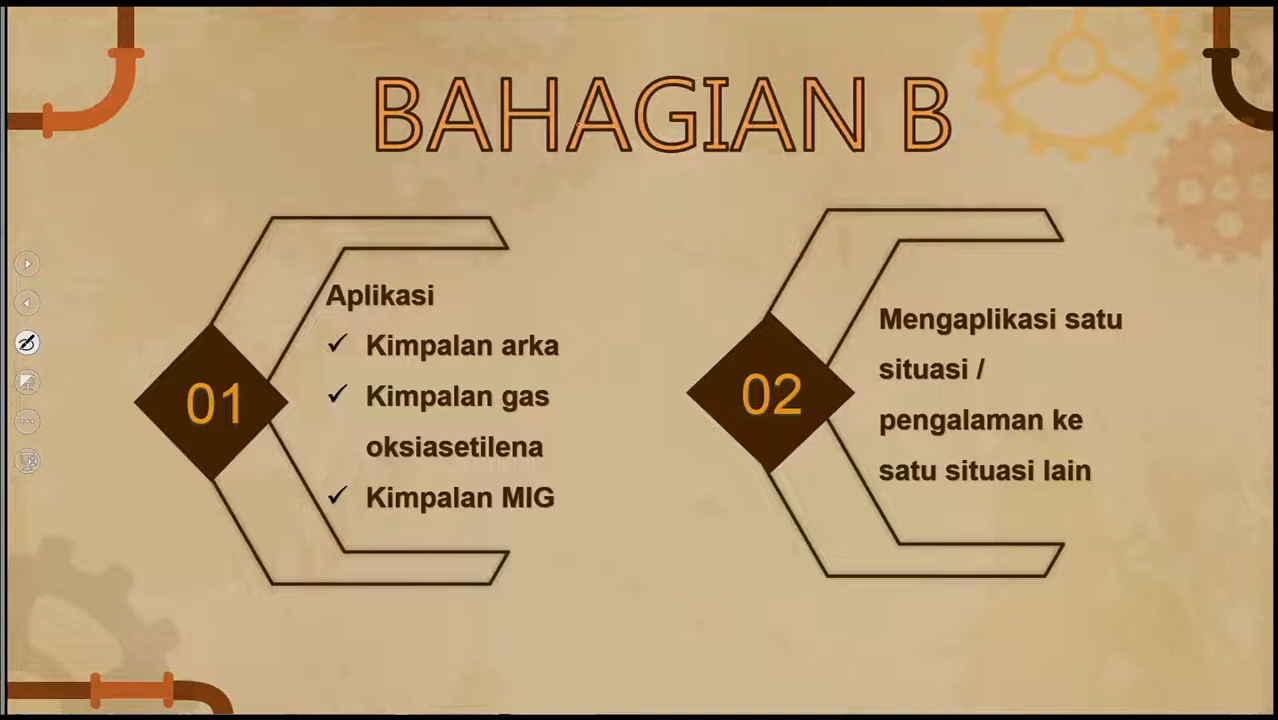 BAHAGIAN B
01
Aplikasi
✓ Kimpalan arka
✓ Kimpalan gas
oksiasetilena
✓ Kimpalan MIG
02
Mengaplikasi satu
situasi /
pengalaman ke
satu situasi lain